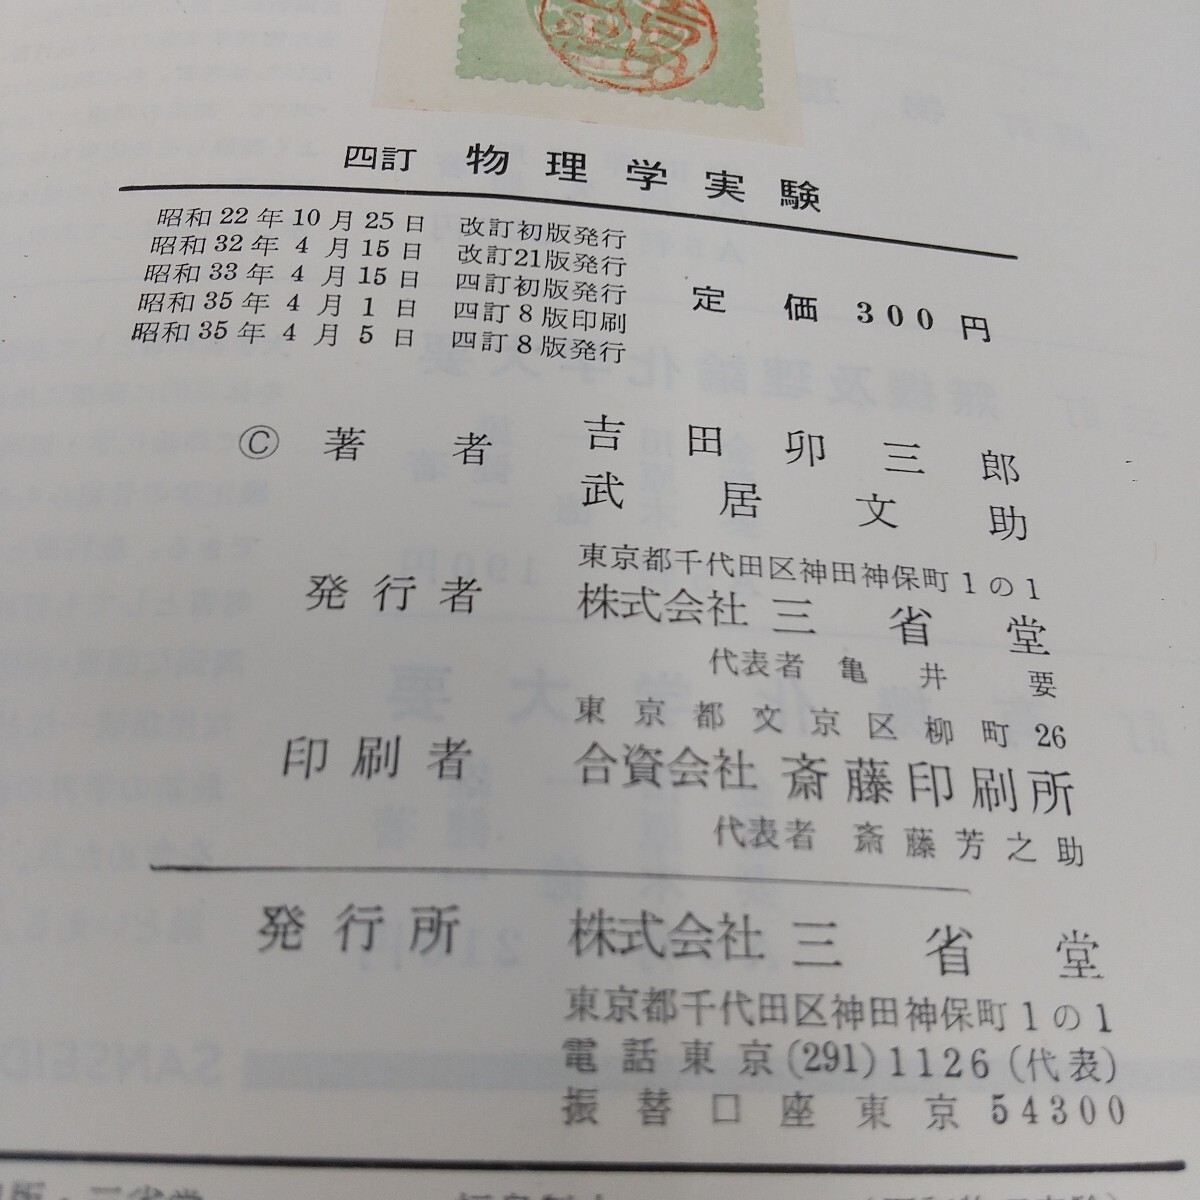 四訂 物理学実験
昭和22年10月25日 改訂初版発行
昭和32年4月15日 改訂21版発行
昭和33年4月15日 四訂初版発行
昭和35年4月1日 四訂8版印刷
昭和35年4月5日 四訂8版発行
定価 300円
Ⓒ 著者 吉田卯三郎
武居文助
東京都千代田区神田神保町1の1
発行者 株式会社 三省堂
代表者 亀井要
東京都文京区柳町26
印刷者 合資会社 斎藤印刷所
代表者 斎藤芳之助
発行所 株式会社 三省堂
東京都千代田区神田神保町1の1
電話東京(291)1126(代表)
振替口座東京54300